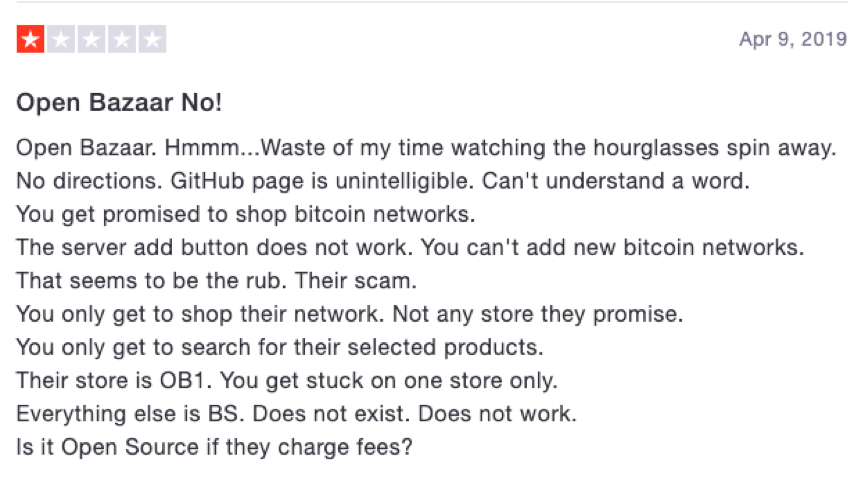 Apr 9, 2019
Open Bazaar No!
Open Bazaar. Hmmm...Waste of my time watching the hourglasses spin away.
No directions. GitHub page is unintelligible. Can't understand a word.
You get promised to shop bitcoin networks.
The server add button does not work. You can't add new bitcoin networks.
That seems to be the rub. Their scam.
You only get to shop their network. Not any store they promise.
You only get to search for their selected products.
Their store is OB1. You get stuck on one store only.
Everything else is BS. Does not exist. Does not work.
Is it Open Source if they charge fees?